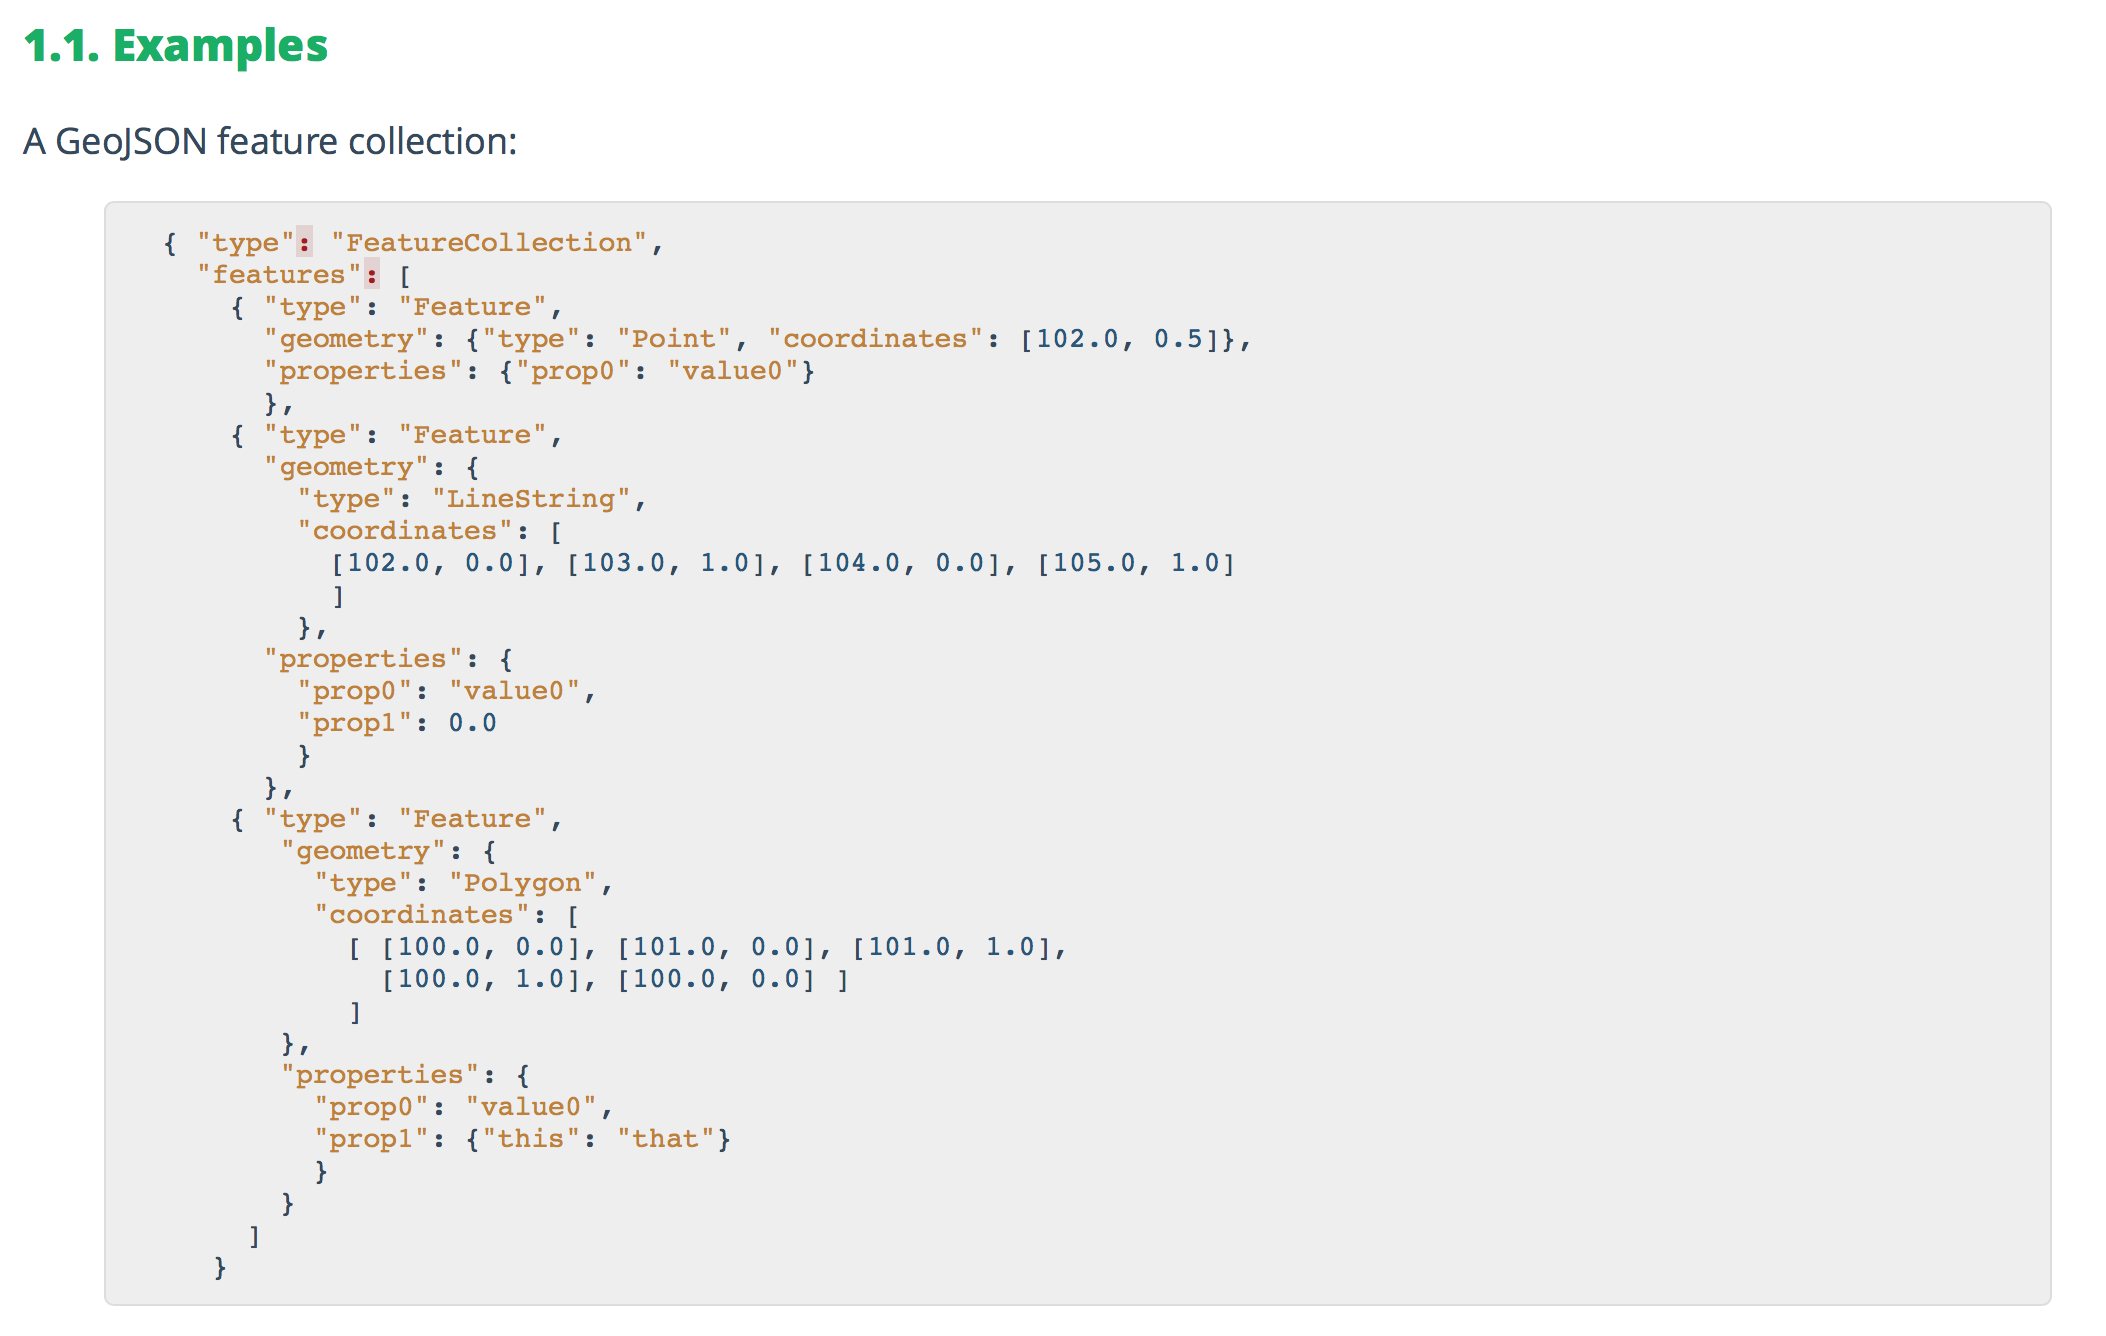 1.1. Examples
A GeoJSON feature collection:
{ "type": "FeatureCollection",
  "features": [
    { "type": "Feature",
      "geometry": {"type": "Point", "coordinates": [102.0, 0.5]},
      "properties": {"prop0": "value0"}
      },
    { "type": "Feature",
      "geometry": {
        "type": "LineString",
        "coordinates": [
          [102.0, 0.0], [103.0, 1.0], [104.0, 0.0], [105.0, 1.0]
          ]
        },
      "properties": {
        "prop0": "value0",
        "prop1": 0.0
        }
      },
    { "type": "Feature",
       "geometry": {
         "type": "Polygon",
         "coordinates": [
           [ [100.0, 0.0], [101.0, 0.0], [101.0, 1.0],
             [100.0, 1.0], [100.0, 0.0] ]
           ]
       },
       "properties": {
         "prop0": "value0",
         "prop1": {"this": "that"}
         }
       }
     ]
   }